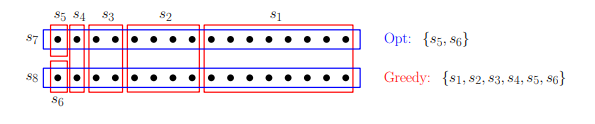 s5 s4 s3 s2 s1
s7 Opt: {s5, s6}
s8 Greedy: {s1, s2, s3, s4, s5, s6}
s6